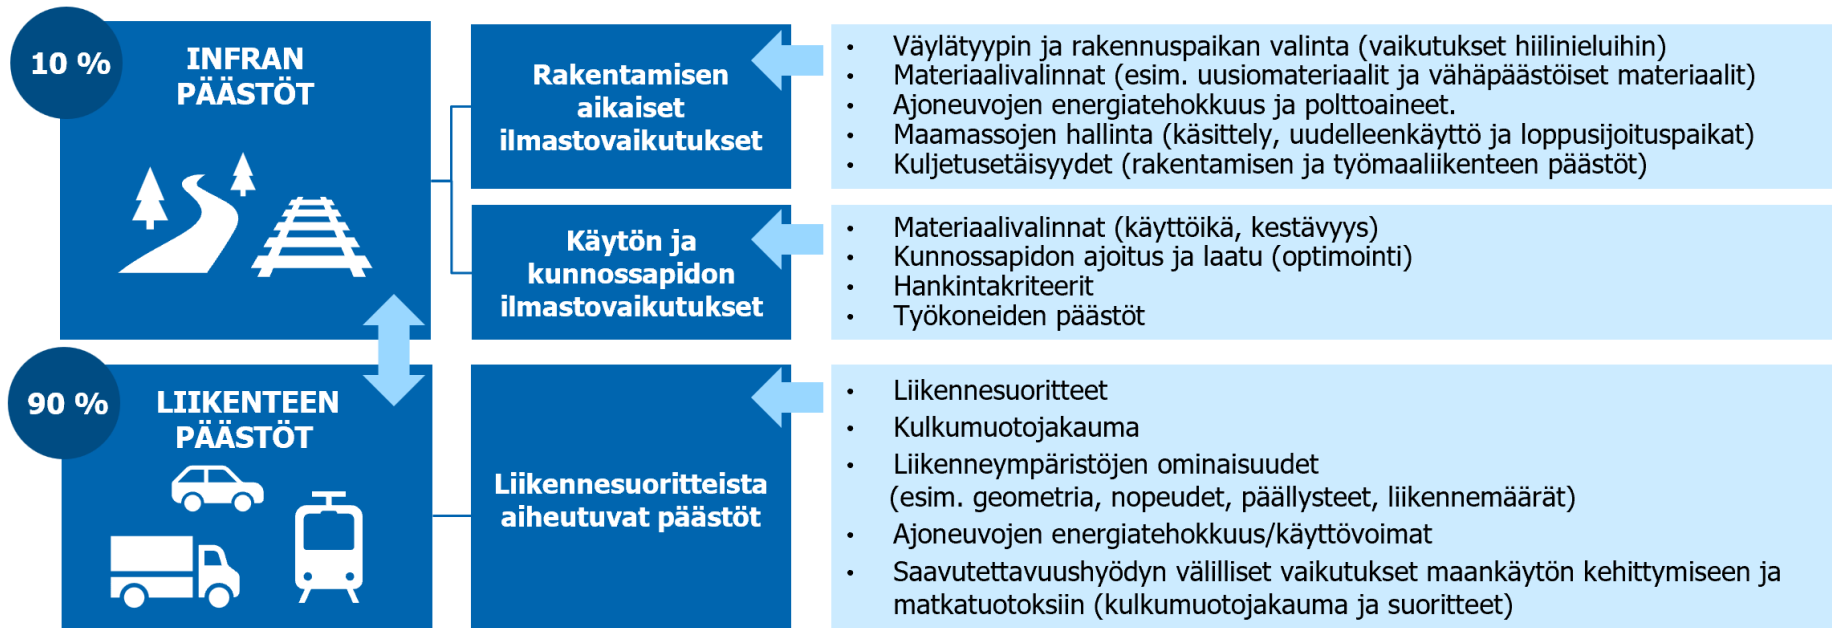 10 %
INFRAN
PÄÄSTÖT
Rakentamisen
aikaiset
ilmastovaikutukset
• Väylätyypin ja rakennuspaikan valinta (vaikutukset hiilinieluihin)
• Materiaalivalinnat (esim. uusiomateriaalit ja vähäpäästöiset materiaalit)
• Ajoneuvojen energiatehokkuus ja polttoaineet.
• Maamassojen hallinta (käsittely, uudelleenkäyttö ja loppusijoituspaikat)
• Kuljetusetäisyydet (rakentamisen ja työmaaliikenteen päästöt)
Käytön ja
kunnossapidon
ilmastovaikutukset
• Materiaalivalinnat (käyttöikä, kestävyys)
• Kunnossapidon ajoitus ja laatu (optimointi)
• Hankintakriteerit
• Työkoneiden päästöt
90 %
LIIKENTEEN
PÄÄSTÖT
Liikennesuoritteista
aiheutuvat päästöt
• Liikennesuoritteet
• Kulkumuotojakauma
• Liikenneympäristöjen ominaisuudet
(esim. geometria, nopeudet, päällysteet, liikennemäärät)
• Ajoneuvojen energiatehokkuus/käyttövoimat
• Saavutettavuushyödyn välilliset vaikutukset maankäytön kehittymiseen ja
matkatuotoksiin (kulkumuotojakauma ja suoritteet)